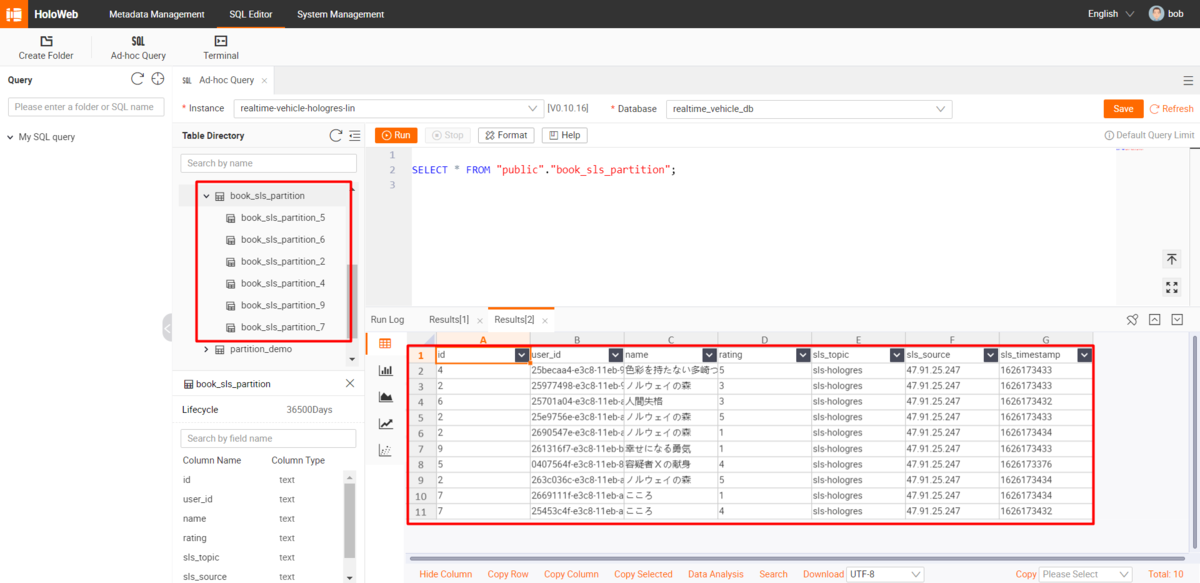 HoloWeb Metadata Management SQL Editor System Management English bob
Create Folder SQL Ad-hoc Query Terminal
Query
Please enter a folder or SQL name
My SQL query
SQL Ad-hoc Query
* Instance realtime-vehicle-hologres-lin [V0.10.16] * Database realtime_vehicle_db Save Refresh
Table Directory
Run Stop Format Help Default Query Limit
Search by name
1
2 SELECT * FROM "public"."book_sls_partition";
3
book_sls_partition
book_sls_partition_5
book_sls_partition_6
book_sls_partition_2
book_sls_partition_4
book_sls_partition_9
book_sls_partition_7
partition_demo
book_sls_partition
Lifecycle 36500Days
Search by field name
Column Name Column Type
id text
user_id text
name text
rating text
sls_topic text
sls_source text
Run Log Results[1] Results[2]
A B C D E F G
1 id user_id name rating sls_topic sls_source sls_timestamp
2 4 25becaa4-e3c8-11eb-9 色彩を持たない多崎つ 5 sls-hologres 47.91.25.247 1626173433
3 2 25977498-e3c8-11eb-9 ノルウェイの森 3 sls-hologres 47.91.25.247 1626173433
4 6 25701a04-e3c8-11eb-a 人間失格 3 sls-hologres 47.91.25.247 1626173432
5 2 25e9756e-e3c8-11eb-a ノルウェイの森 5 sls-hologres 47.91.25.247 1626173433
6 2 2690547e-e3c8-11eb-a ノルウェイの森 1 sls-hologres 47.91.25.247 1626173434
7 9 261316f7-e3c8-11eb-b 幸せになる勇気 1 sls-hologres 47.91.25.247 1626173433
8 5 0407564f-e3c8-11eb-8 容疑者Xの献身 4 sls-hologres 47.91.25.247 1626173376
9 2 263c036c-e3c8-11eb-a ノルウェイの森 5 sls-hologres 47.91.25.247 1626173434
10 7 2669111f-e3c8-11eb-a こころ 1 sls-hologres 47.91.25.247 1626173434
11 7 25453c4f-e3c8-11eb-a こころ 4 sls-hologres 47.91.25.247 1626173432
Hide Column Copy Row Copy Column Copy Selected Data Analysis Search Download UTF-8 Copy Please Select Total: 10